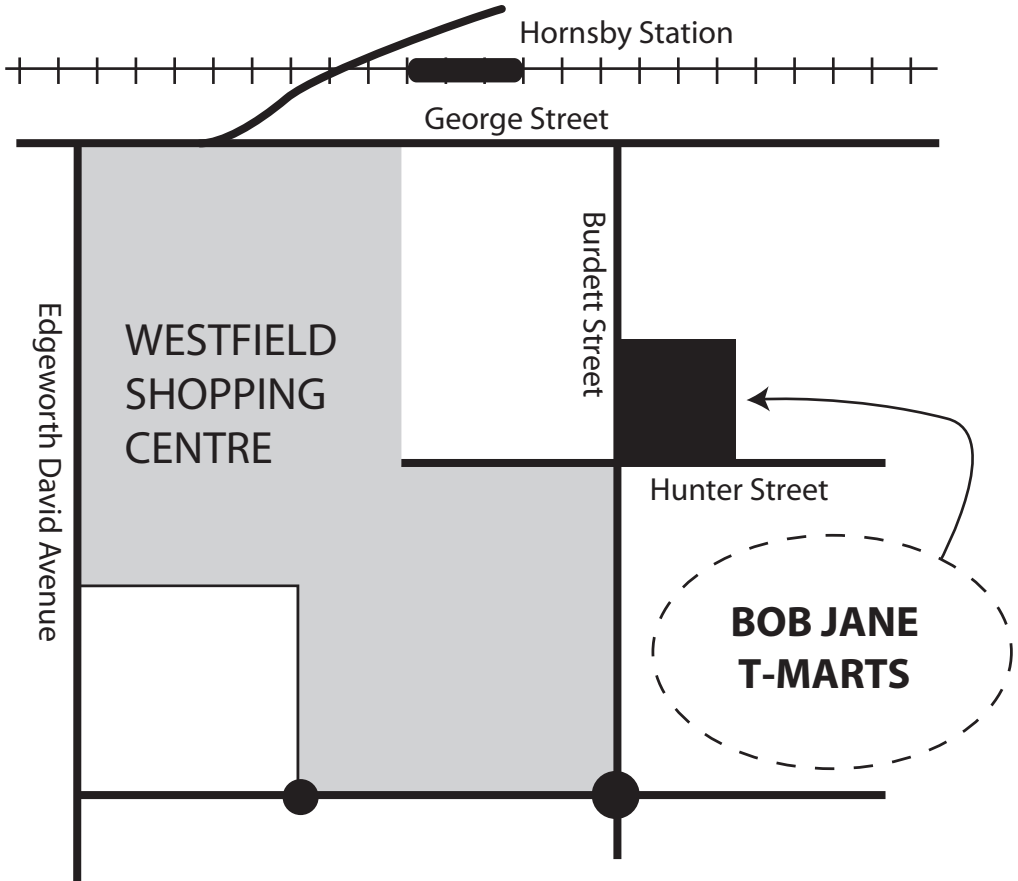 Hornsby Station
George Street
Burdett Street
Edgeworth David Avenue
WESTFIELD
SHOPPING
CENTRE
Hunter Street
BOB JANE
T-MARTS